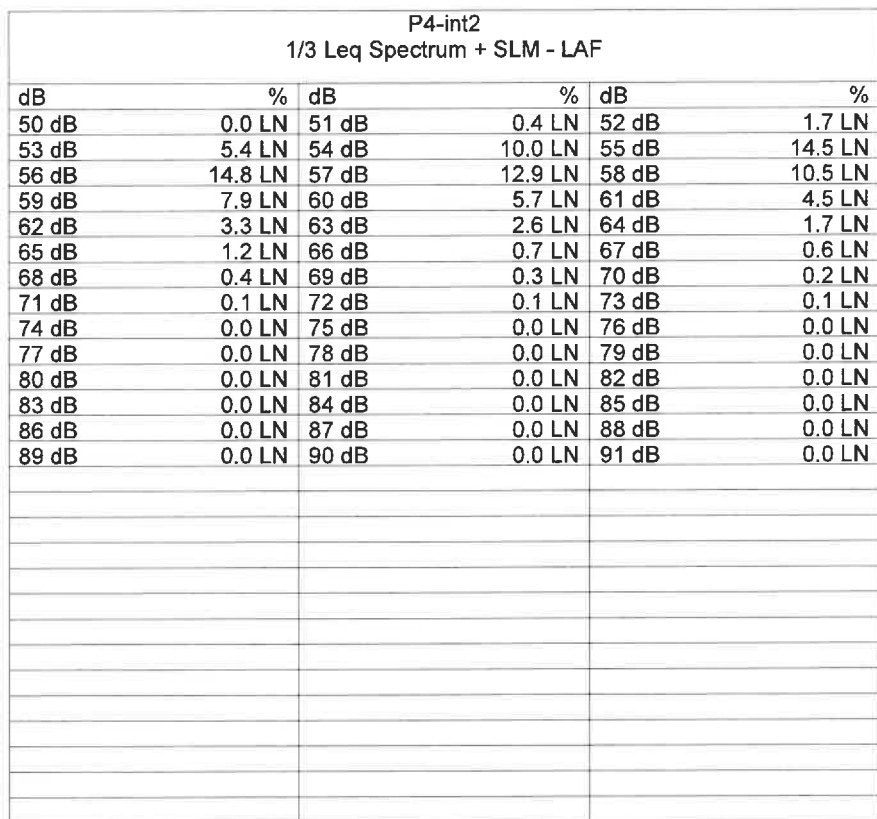 P4-int2
1/3 Leq Spectrum + SLM - LAF
dB % dB % dB %
50 dB 0.0 LN 51 dB 0.4 LN 52 dB 1.7 LN
53 dB 5.4 LN 54 dB 10.0 LN 55 dB 14.5 LN
56 dB 14.8 LN 57 dB 12.9 LN 58 dB 10.5 LN
59 dB 7.9 LN 60 dB 5.7 LN 61 dB 4.5 LN
62 dB 3.3 LN 63 dB 2.6 LN 64 dB 1.7 LN
65 dB 1.2 LN 66 dB 0.7 LN 67 dB 0.6 LN
68 dB 0.4 LN 69 dB 0.3 LN 70 dB 0.2 LN
71 dB 0.1 LN 72 dB 0.1 LN 73 dB 0.1 LN
74 dB 0.0 LN 75 dB 0.0 LN 76 dB 0.0 LN
77 dB 0.0 LN 78 dB 0.0 LN 79 dB 0.0 LN
80 dB 0.0 LN 81 dB 0.0 LN 82 dB 0.0 LN
83 dB 0.0 LN 84 dB 0.0 LN 85 dB 0.0 LN
86 dB 0.0 LN 87 dB 0.0 LN 88 dB 0.0 LN
89 dB 0.0 LN 90 dB 0.0 LN 91 dB 0.0 LN